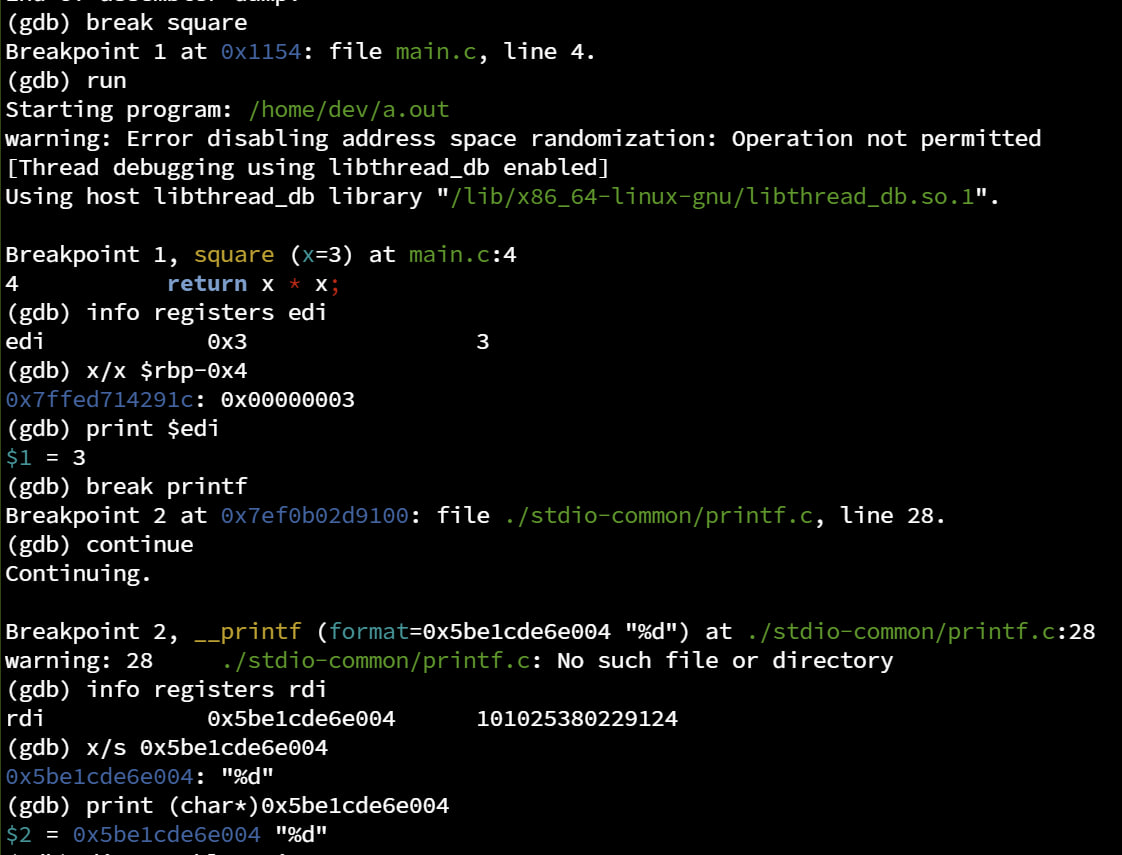 (gdb) break square
Breakpoint 1 at 0x1154: file main.c, line 4.
(gdb) run
Starting program: /home/dev/a.out
warning: Error disabling address space randomization: Operation not permitted
[Thread debugging using libthread_db enabled]
Using host libthread_db library "/lib/x86_64-linux-gnu/libthread_db.so.1".

Breakpoint 1, square (x=3) at main.c:4
4           return x * x;
(gdb) info registers edi
edi            0x3                 3
(gdb) x/x $rbp-0x4
0x7ffed714291c: 0x00000003
(gdb) print $edi
$1 = 3
(gdb) break printf
Breakpoint 2 at 0x7ef0b02d9100: file ./stdio-common/printf.c, line 28.
(gdb) continue
Continuing.

Breakpoint 2, __printf (format=0x5be1cde6e004 "%d") at ./stdio-common/printf.c:28
warning: 28     ./stdio-common/printf.c: No such file or directory
(gdb) info registers rdi
rdi            0x5be1cde6e004      101025380229124
(gdb) x/s 0x5be1cde6e004
0x5be1cde6e004: "%d"
(gdb) print (char*)0x5be1cde6e004
$2 = 0x5be1cde6e004 "%d"